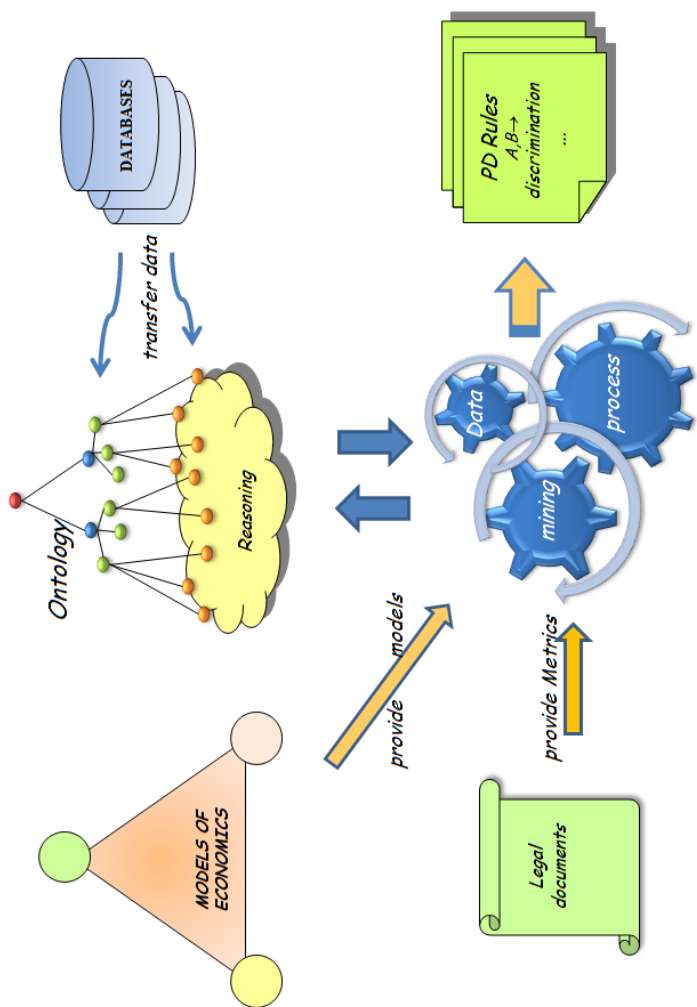 MODELS OF
ECONOMICS
Ontology
Reasoning
transfer data
DATABASES
provide models
Legal
documents
provide Metrics
Data
mining
process
PD Rules
A,B→
discrimination
...